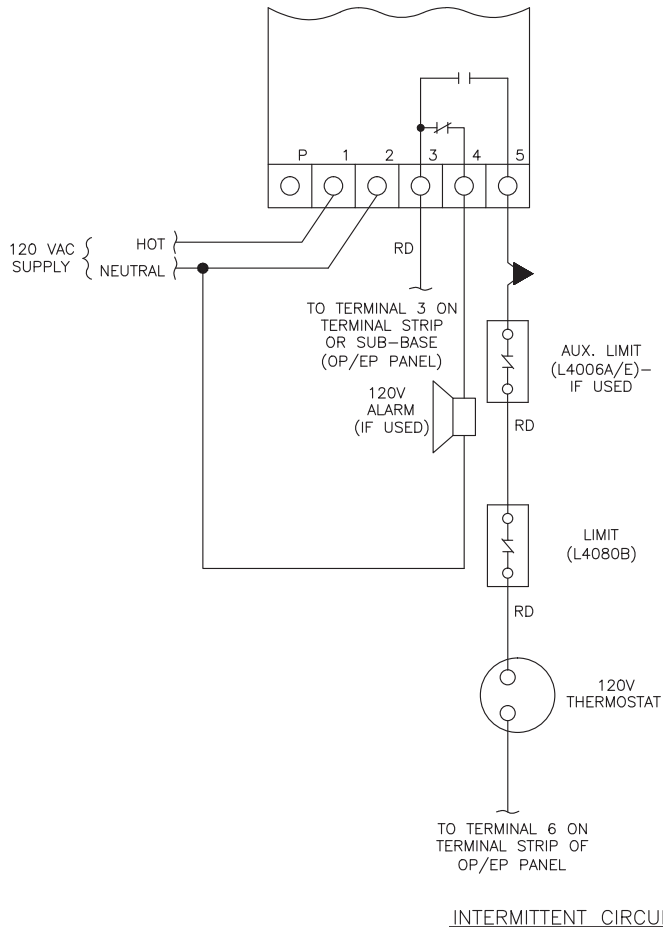 P 1 2 3 4 5
120 VAC
SUPPLY
HOT
NEUTRAL
RD
TO TERMINAL 3 ON
TERMINAL STRIP
OR SUB-BASE
(OP/EP PANEL)
120V
ALARM
(IF USED)
AUX. LIMIT
(L4006A/E)-
IF USED
RD
LIMIT
(L4080B)
RD
120V
THERMOSTAT
TO TERMINAL 6 ON
TERMINAL STRIP OF
OP/EP PANEL
INTERMITTENT CIRCUI